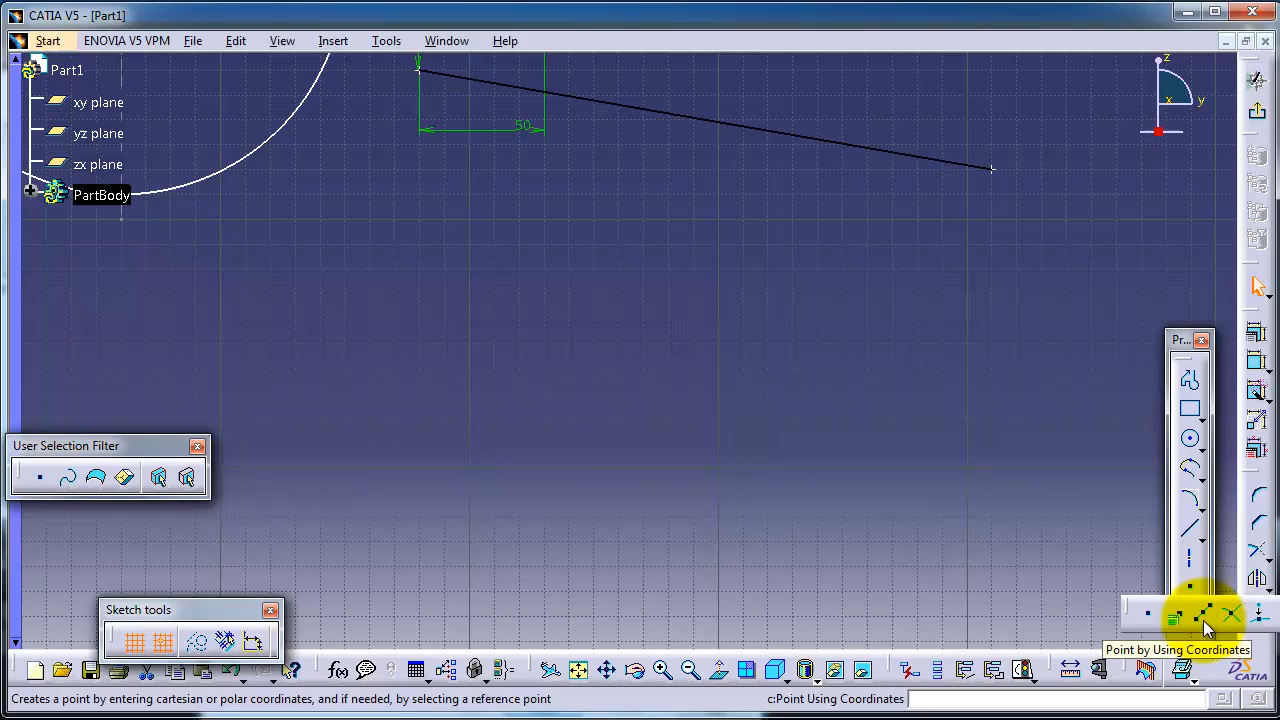 CATIA V5 - [Part1]
Start ENOVIA V5 VPM File Edit View Insert Tools Window Help
Part1
xy plane
yz plane
zx plane
PartBody
50
z
x y
Pr...
User Selection Filter
Sketch tools
Point by Using Coordinates
f(x)
DS CATIA
Creates a point by entering cartesian or polar coordinates, and if needed, by selecting a reference point
c:Point Using Coordinates